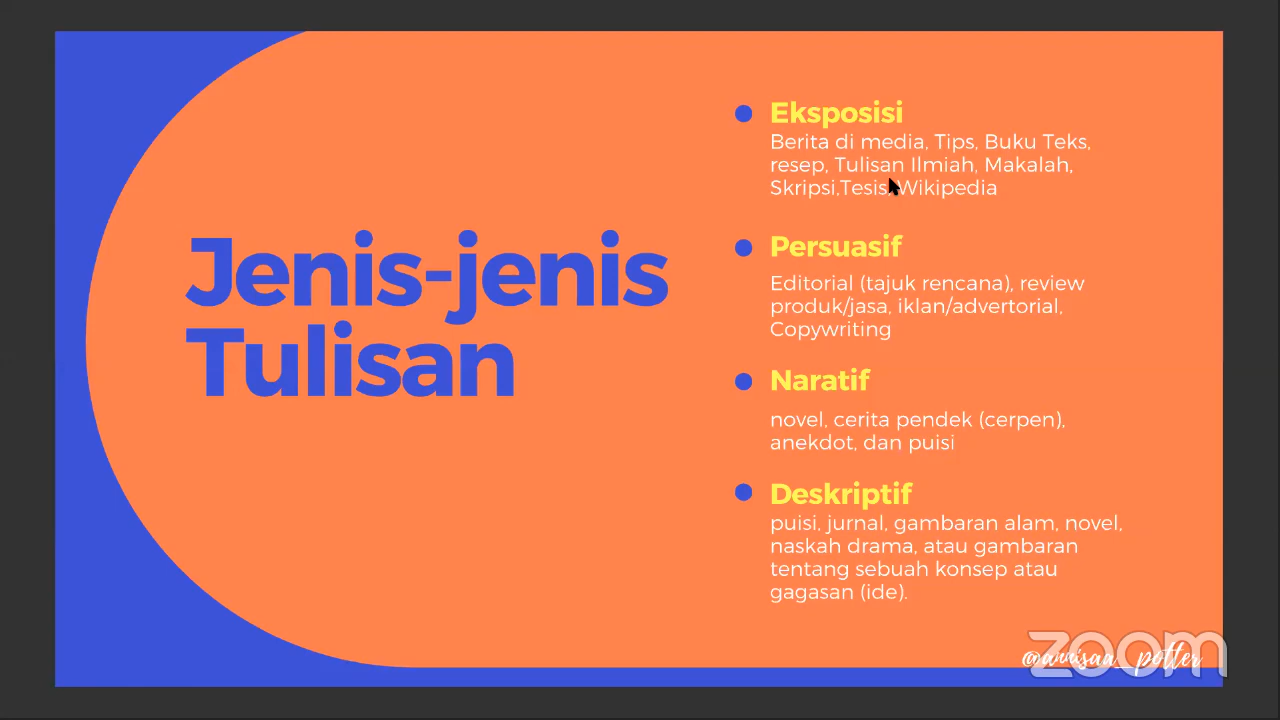 Jenis-jenis
Tulisan
Eksposisi
Berita di media, Tips, Buku Teks,
resep, Tulisan Ilmiah, Makalah,
Skripsi,Tesis,Wikipedia
Persuasif
Editorial (tajuk rencana), review
produk/jasa, iklan/advertorial,
Copywriting
Naratif
novel, cerita pendek (cerpen),
anekdot, dan puisi
Deskriptif
puisi, jurnal, gambaran alam, novel,
naskah drama, atau gambaran
tentang sebuah konsep atau
gagasan (ide).
zoom
@annisaa_potter